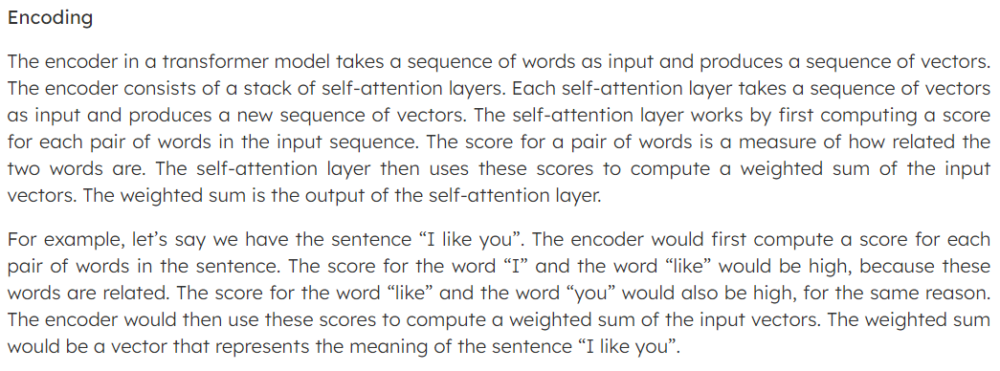 Encoding
The encoder in a transformer model takes a sequence of words as input and produces a sequence of vectors.
The encoder consists of a stack of self-attention layers. Each self-attention layer takes a sequence of vectors
as input and produces a new sequence of vectors. The self-attention layer works by first computing a score
for each pair of words in the input sequence. The score for a pair of words is a measure of how related the
two words are. The self-attention layer then uses these scores to compute a weighted sum of the input
vectors. The weighted sum is the output of the self-attention layer.
For example, let’s say we have the sentence “I like you”. The encoder would first compute a score for each
pair of words in the sentence. The score for the word “I” and the word “like” would be high, because these
words are related. The score for the word “like” and the word “you” would also be high, for the same reason.
The encoder would then use these scores to compute a weighted sum of the input vectors. The weighted sum
would be a vector that represents the meaning of the sentence “I like you”.